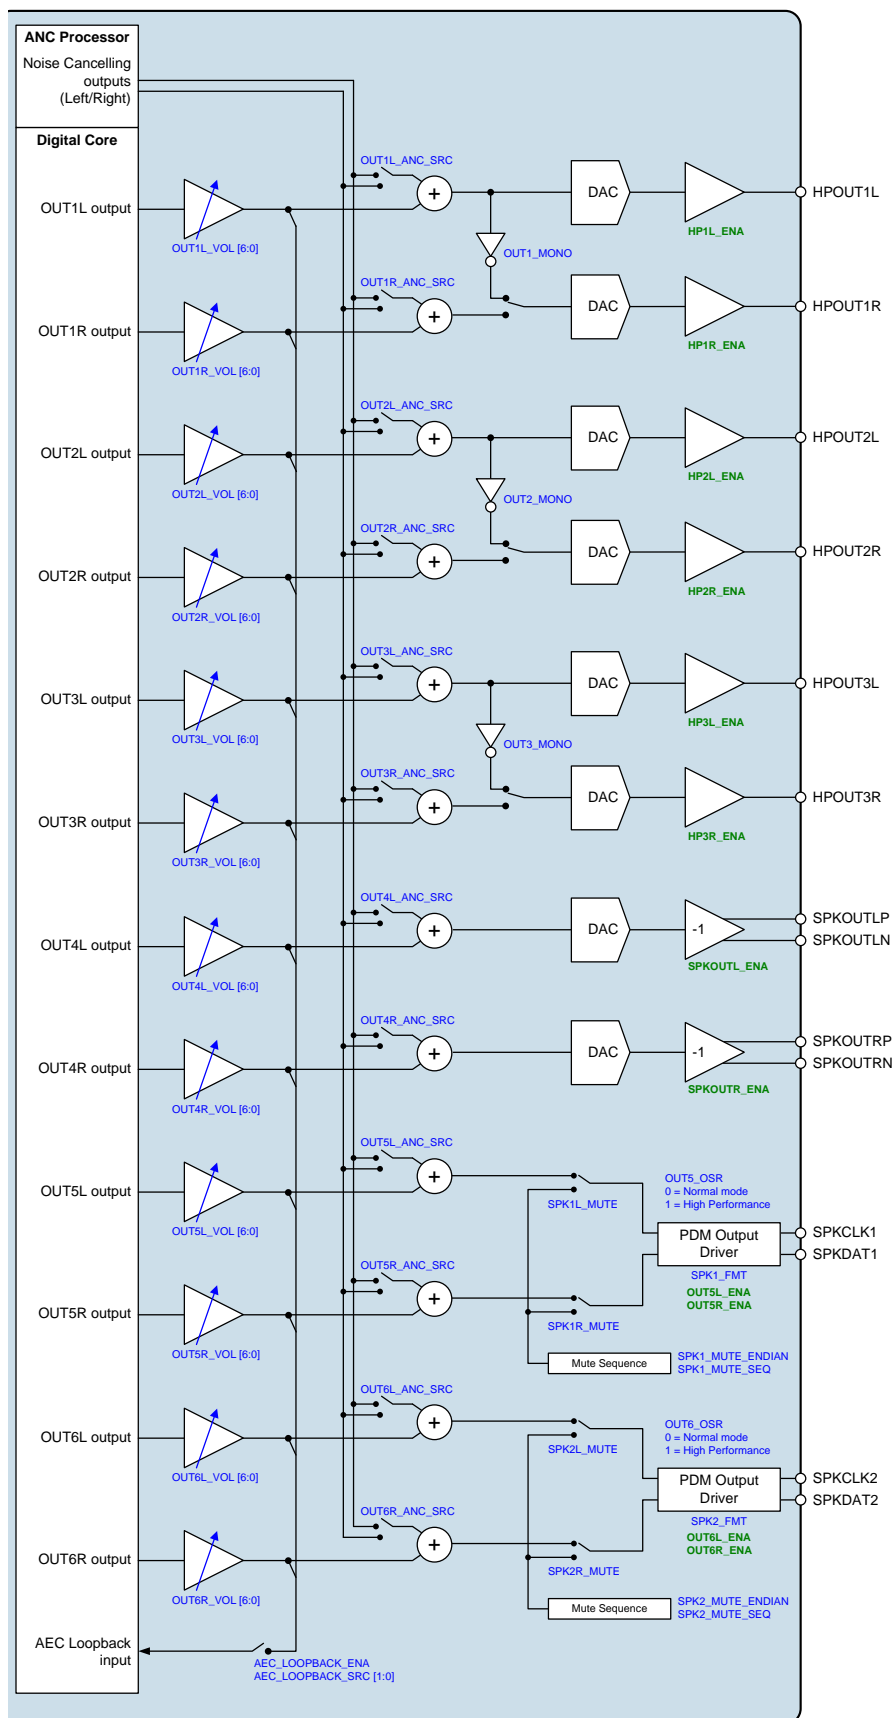 ANC Processor
Noise Cancelling
outputs
(Left/Right)
Digital Core
OUT1L_ANC_SRC
OUT1L output
OUT1L_VOL [6:0]
DAC
HP1L_ENA
HPOUT1L
OUT1_MONO
OUT1R_ANC_SRC
OUT1R output
OUT1R_VOL [6:0]
DAC
HP1R_ENA
HPOUT1R
OUT2L_ANC_SRC
OUT2L output
OUT2L_VOL [6:0]
DAC
HP2L_ENA
HPOUT2L
OUT2_MONO
OUT2R_ANC_SRC
OUT2R output
OUT2R_VOL [6:0]
DAC
HP2R_ENA
HPOUT2R
OUT3L_ANC_SRC
OUT3L output
OUT3L_VOL [6:0]
DAC
HP3L_ENA
HPOUT3L
OUT3_MONO
OUT3R_ANC_SRC
OUT3R output
OUT3R_VOL [6:0]
DAC
HP3R_ENA
HPOUT3R
OUT4L_ANC_SRC
OUT4L output
OUT4L_VOL [6:0]
DAC
-1
SPKOUTL_ENA
SPKOUTLP
SPKOUTLN
OUT4R_ANC_SRC
OUT4R output
OUT4R_VOL [6:0]
DAC
-1
SPKOUTR_ENA
SPKOUTRP
SPKOUTRN
OUT5L_ANC_SRC
OUT5L output
OUT5L_VOL [6:0]
SPK1L_MUTE
OUT5_OSR
0 = Normal mode
1 = High Performance
PDM Output
Driver
SPKCLK1
SPKDAT1
SPK1_FMT
OUT5L_ENA
OUT5R_ENA
OUT5R_ANC_SRC
OUT5R output
OUT5R_VOL [6:0]
SPK1R_MUTE
Mute Sequence
SPK1_MUTE_ENDIAN
SPK1_MUTE_SEQ
OUT6L_ANC_SRC
OUT6L output
OUT6L_VOL [6:0]
SPK2L_MUTE
OUT6_OSR
0 = Normal mode
1 = High Performance
PDM Output
Driver
SPKCLK2
SPKDAT2
SPK2_FMT
OUT6L_ENA
OUT6R_ENA
OUT6R_ANC_SRC
OUT6R output
OUT6R_VOL [6:0]
SPK2R_MUTE
Mute Sequence
SPK2_MUTE_ENDIAN
SPK2_MUTE_SEQ
AEC Loopback
input
AEC_LOOPBACK_ENA
AEC_LOOPBACK_SRC [1:0]